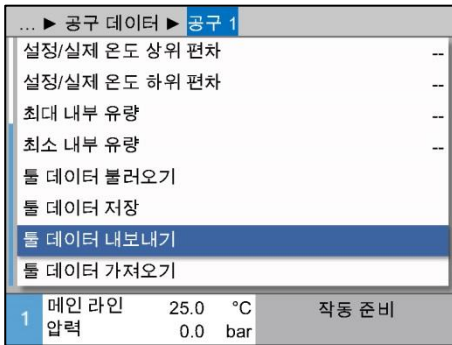 ... ► 공구 데이터 ► 공구 1
설정/실제 온도 상위 편차 --
설정/실제 온도 하위 편차 --
최대 내부 유량 --
최소 내부 유량 --
툴 데이터 불러오기
툴 데이터 저장
툴 데이터 내보내기
툴 데이터 가져오기
1 메인 라인 25.0 °C 작동 준비
압력 0.0 bar